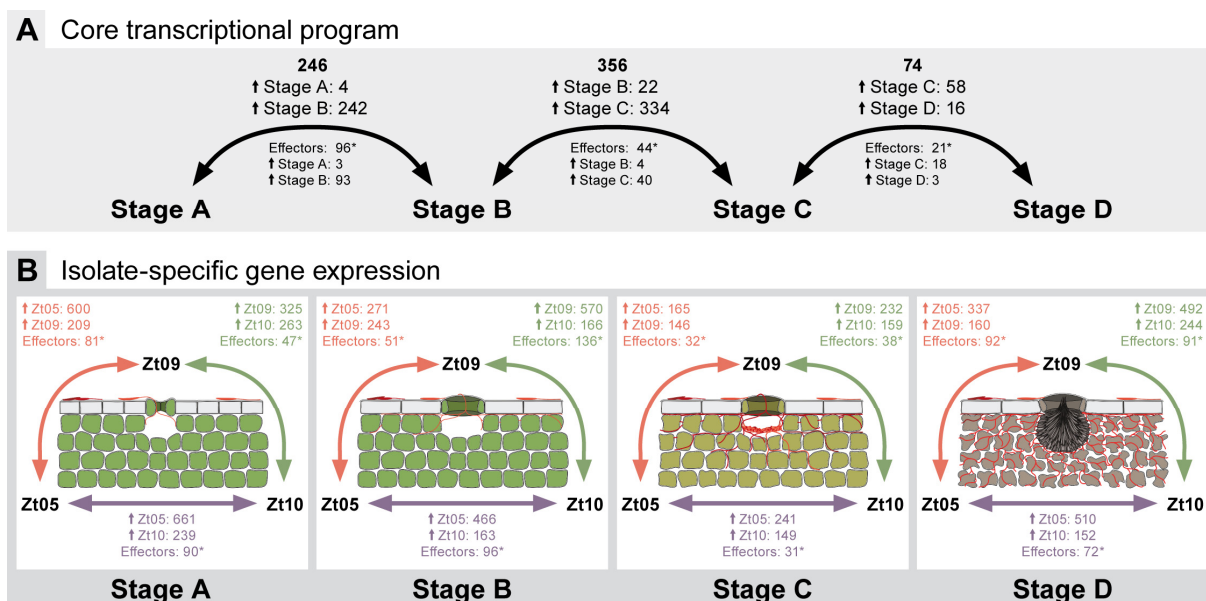 A Core transcriptional program
246
⬆ Stage A: 4
⬆ Stage B: 242
Effectors: 96*
⬆ Stage A: 3
⬆ Stage B: 93
356
⬆ Stage B: 22
⬆ Stage C: 334
Effectors: 44*
⬆ Stage B: 4
⬆ Stage C: 40
74
⬆ Stage C: 58
⬆ Stage D: 16
Effectors: 21*
⬆ Stage C: 18
⬆ Stage D: 3
Stage A
Stage B
Stage C
Stage D
B Isolate-specific gene expression
⬆ Zt05: 600
⬆ Zt09: 209
Effectors: 81*
⬆ Zt09: 325
⬆ Zt10: 263
Effectors: 47*
Zt09
Zt05
Zt10
⬆ Zt05: 661
⬆ Zt10: 239
Effectors: 90*
Stage A
⬆ Zt05: 271
⬆ Zt09: 243
Effectors: 51*
⬆ Zt09: 570
⬆ Zt10: 166
Effectors: 136*
Zt09
Zt05
Zt10
⬆ Zt05: 466
⬆ Zt10: 163
Effectors: 96*
Stage B
⬆ Zt05: 165
⬆ Zt09: 146
Effectors: 32*
⬆ Zt09: 232
⬆ Zt10: 159
Effectors: 38*
Zt09
Zt05
Zt10
⬆ Zt05: 241
⬆ Zt10: 149
Effectors: 31*
Stage C
⬆ Zt05: 337
⬆ Zt09: 160
Effectors: 92*
⬆ Zt09: 492
⬆ Zt10: 244
Effectors: 91*
Zt09
Zt05
Zt10
⬆ Zt05: 510
⬆ Zt10: 152
Effectors: 72*
Stage D